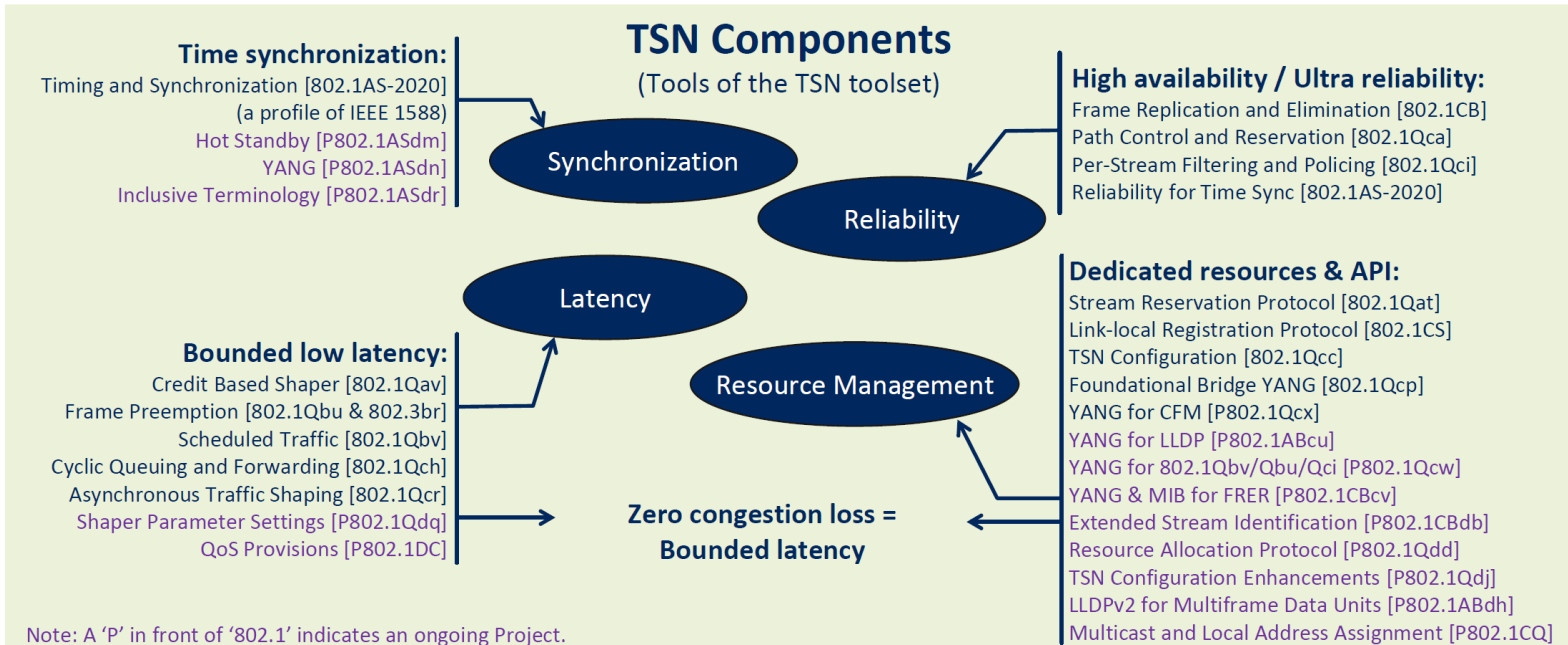 TSN Components
(Tools of the TSN toolset)
Time synchronization:
Timing and Synchronization [802.1AS-2020]
(a profile of IEEE 1588)
Hot Standby [P802.1ASdm]
YANG [P802.1ASdn]
Inclusive Terminology [P802.1ASdr]
Synchronization
High availability / Ultra reliability:
Frame Replication and Elimination [802.1CB]
Path Control and Reservation [802.1Qca]
Per-Stream Filtering and Policing [802.1Qci]
Reliability for Time Sync [802.1AS-2020]
Reliability
Latency
Bounded low latency:
Credit Based Shaper [802.1Qav]
Frame Preemption [802.1Qbu & 802.3br]
Scheduled Traffic [802.1Qbv]
Cyclic Queuing and Forwarding [802.1Qch]
Asynchronous Traffic Shaping [802.1Qcr]
Shaper Parameter Settings [P802.1Qdq]
QoS Provisions [P802.1DC]
Resource Management
Dedicated resources & API:
Stream Reservation Protocol [802.1Qat]
Link-local Registration Protocol [802.1CS]
TSN Configuration [802.1Qcc]
Foundational Bridge YANG [802.1Qcp]
YANG for CFM [P802.1Qcx]
YANG for LLDP [P802.1ABcu]
YANG for 802.1Qbv/Qbu/Qci [P802.1Qcw]
YANG & MIB for FRER [P802.1CBcv]
Extended Stream Identification [P802.1CBdb]
Resource Allocation Protocol [P802.1Qdd]
TSN Configuration Enhancements [P802.1Qdj]
LLDPv2 for Multiframe Data Units [P802.1ABdh]
Multicast and Local Address Assignment [P802.1CQ]
Zero congestion loss =
Bounded latency
Note: A ‘P’ in front of ‘802.1’ indicates an ongoing Project.